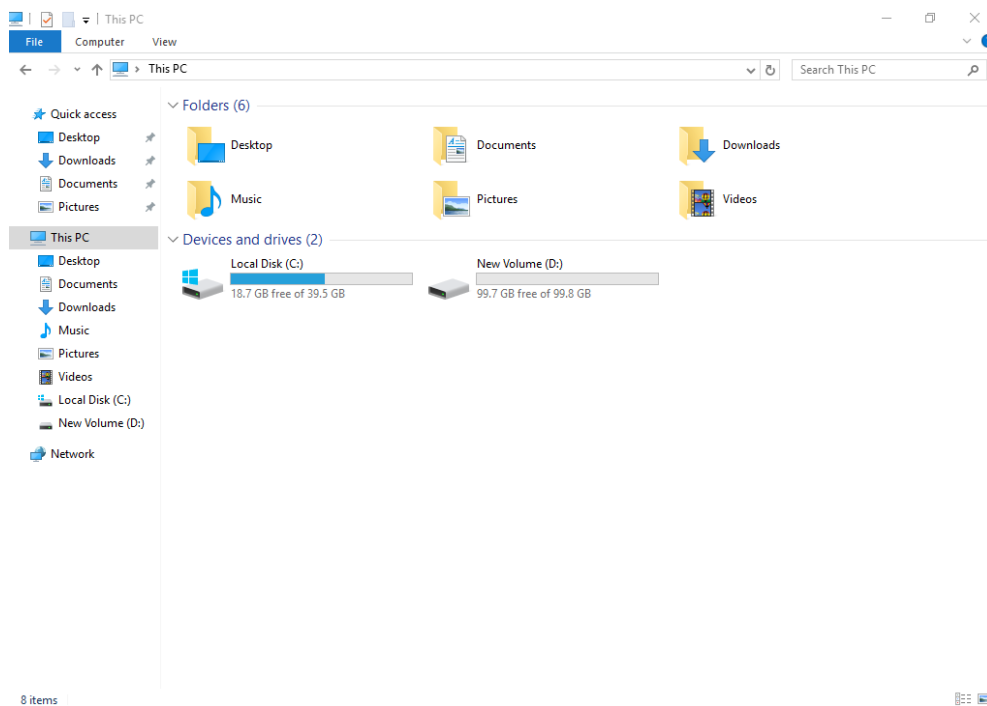 This PC
File Computer View
This PC
Search This PC
Quick access
Desktop
Downloads
Documents
Pictures
This PC
Desktop
Documents
Downloads
Music
Pictures
Videos
Local Disk (C:)
New Volume (D:)
Network
Folders (6)
Desktop Documents Downloads
Music Pictures Videos
Devices and drives (2)
Local Disk (C:) New Volume (D:)
18.7 GB free of 39.5 GB 99.7 GB free of 99.8 GB
8 items